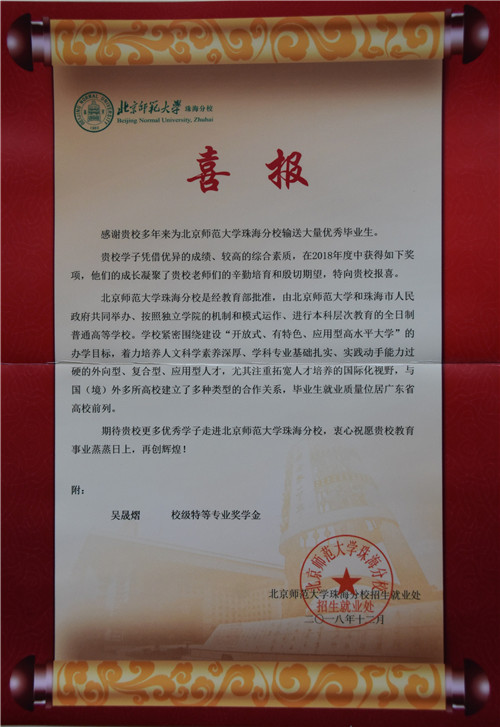 北京师范大学 珠海分校
Beijing Normal University, Zhuhai
喜报
感谢贵校多年来为北京师范大学珠海分校输送大量优秀毕业生。
贵校学子凭借优异的成绩、较高的综合素质，在2018年度中获得如下奖
项，他们的成长凝聚了贵校老师们的辛勤培育和殷切期望，特向贵校报喜。
北京师范大学珠海分校是经教育部批准，由北京师范大学和珠海市人民
政府共同举办、按照独立学院的机制和模式运作、进行本科层次教育的全日制
普通高等学校。学校紧密围绕建设“开放式、有特色、应用型高水平大学”的
办学目标，着力培养人文科学素养深厚、学科专业基础扎实、实践动手能力过
硬的外向型、复合型、应用型人才，尤其注重拓宽人才培养的国际化视野，与
国（境）外多所高校建立了多种类型的合作关系，毕业生就业质量位居广东省
高校前列。
期待贵校更多优秀学子走进北京师范大学珠海分校，衷心祝愿贵校教育
事业蒸蒸日上，再创辉煌！
附：
吴晟熠 校级特等专业奖学金
北京师范大学珠海分校
招生就业处
北京师范大学珠海分校招生就业处
二〇一八年十二月